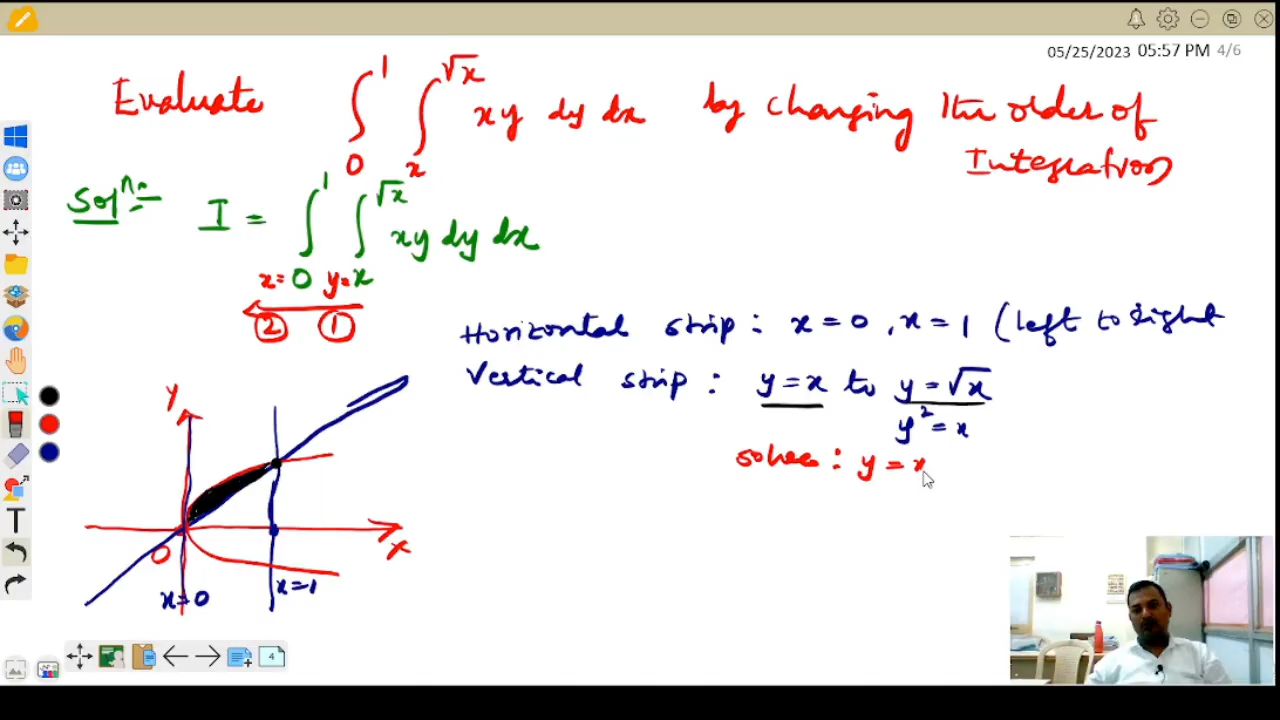 05/25/2023 05:57 PM 4/6
Evaluate ∫₀¹ ∫ₓ^√x xy dy dx by changing the order of
Integration
Solⁿ:- I = ∫_{x=0}^{1} ∫_{y=x}^{√x} xy dy dx
② ①
Horizontal strip : x = 0 , x = 1 (left to right
Vertical strip : y = x to y = √x
y² = x
solve : y = x
y
O
x
x=0
x=1
T
4